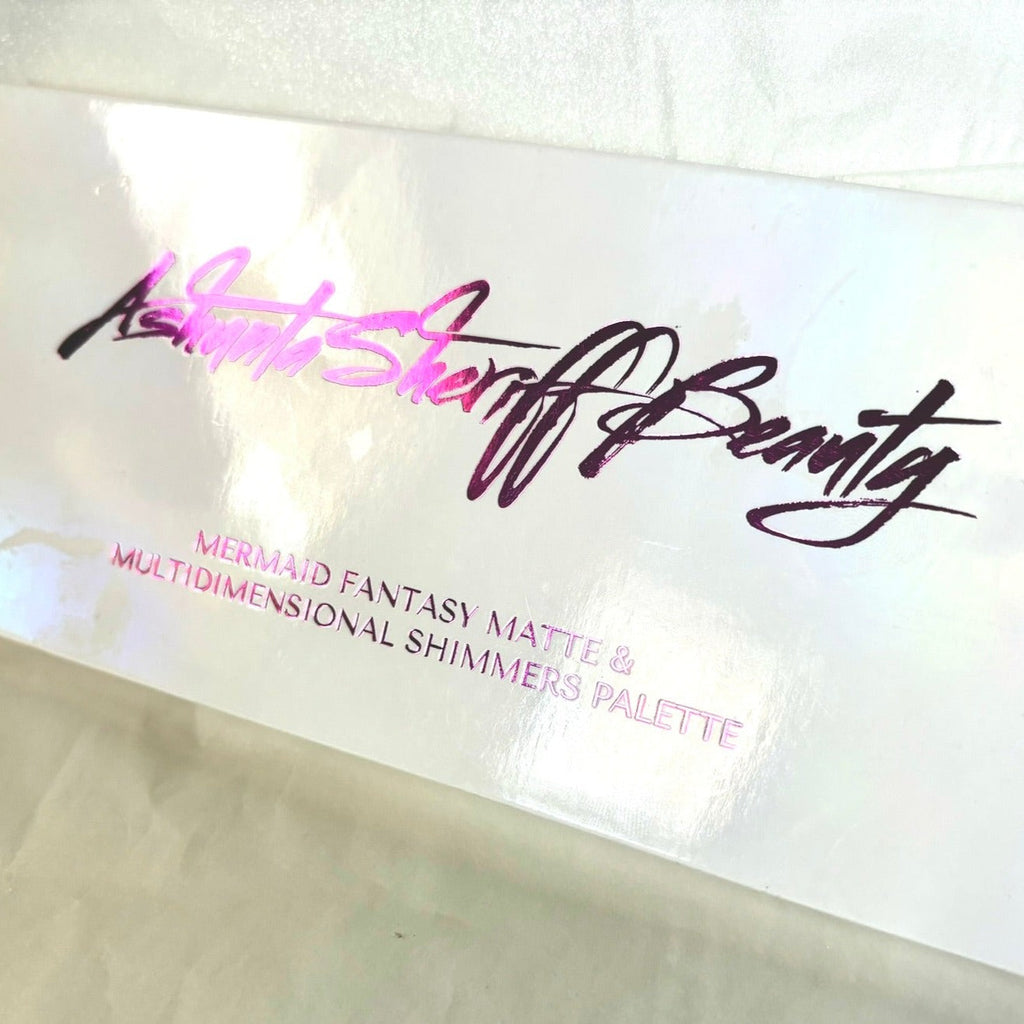 Ashunta Sheriff Beauty
MERMAID FANTASY MATTE &
MULTIDIMENSIONAL SHIMMERS PALETTE